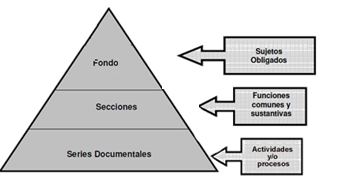 Fondo
Sujetos
Obligados
Secciones
Funciones
comunes y
sustantivas
Series Documentales
Actividades
y/o
procesos